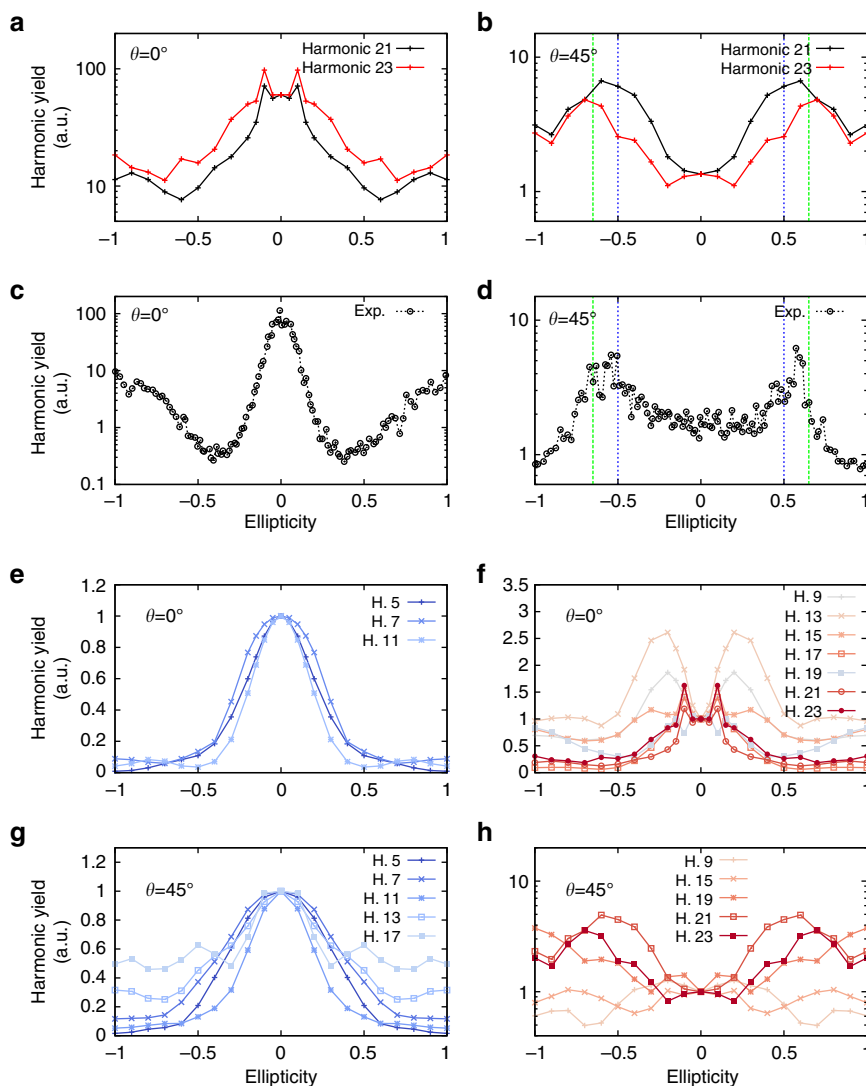 a
θ=0°
Harmonic 21
Harmonic 23
100
10
Harmonic yield
(a.u.)
−1
−0.5
0
0.5
1
b
θ=45°
Harmonic 21
Harmonic 23
10
1
−1
−0.5
0
0.5
1
c
θ=0°
Exp.
100
10
1
0.1
Harmonic yield
(a.u.)
−1
−0.5
0
0.5
1
Ellipticity
d
θ=45°
Exp.
10
1
−1
−0.5
0
0.5
1
Ellipticity
e
θ=0°
H. 5
H. 7
H. 11
1.2
1
0.8
0.6
0.4
0.2
0
Harmonic yield
(a.u.)
−1
−0.5
0
0.5
1
f
θ=0°
H. 9
H. 13
H. 15
H. 17
H. 19
H. 21
H. 23
3.5
3
2.5
2
1.5
1
0.5
0
−1
−0.5
0
0.5
1
g
θ=45°
H. 5
H. 7
H. 11
H. 13
H. 17
1.2
1
0.8
0.6
0.4
0.2
0
Harmonic yield
(a.u.)
−1
−0.5
0
0.5
1
Ellipticity
h
θ=45°
H. 9
H. 15
H. 19
H. 21
H. 23
10
1
−1
−0.5
0
0.5
1
Ellipticity